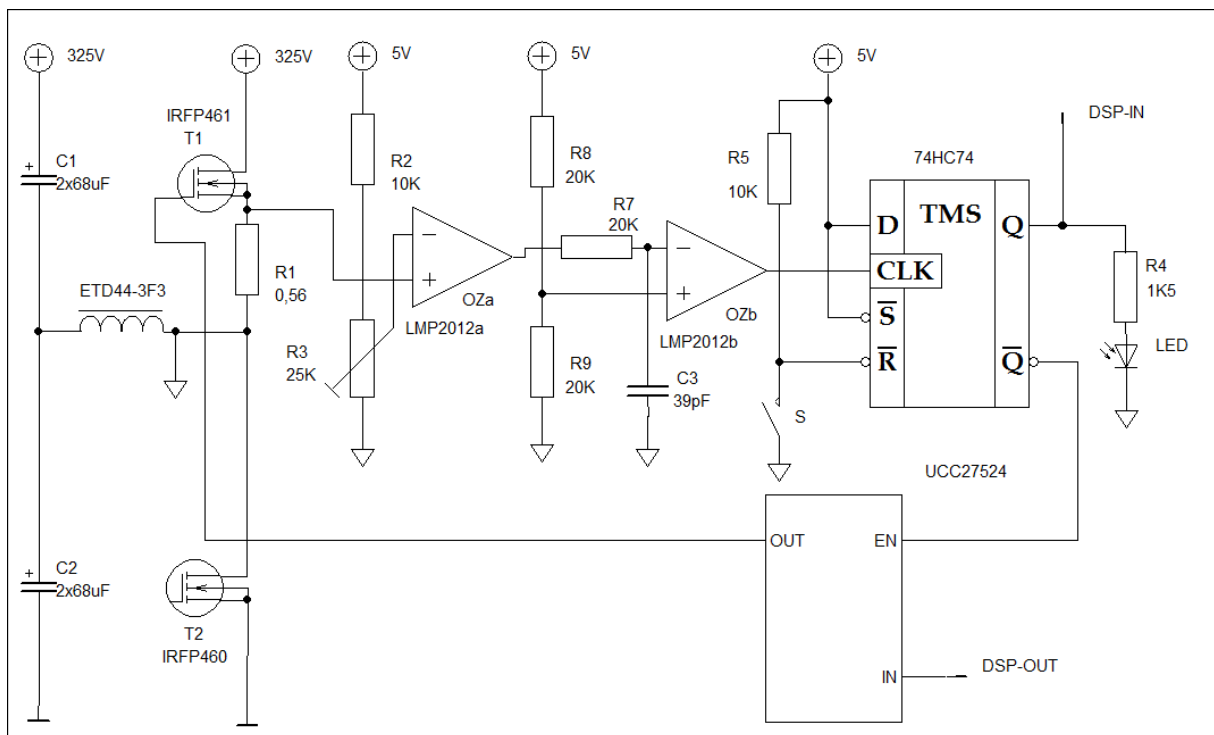 325V
325V
5V
5V
5V
DSP-IN
IRFP461
T1
C1
2x68uF
R2
10K
R8
20K
R5
10K
74HC74
R7
20K
D
TMS
Q
CLK
S
R
Q
R4
1K5
LED
R1
0,56
ETD44-3F3
−
+
OZa
LMP2012a
−
+
OZb
LMP2012b
R3
25K
R9
20K
C3
39pF
S
UCC27524
OUT
EN
IN
DSP-OUT
+
C2
2x68uF
+
T2
IRFP460